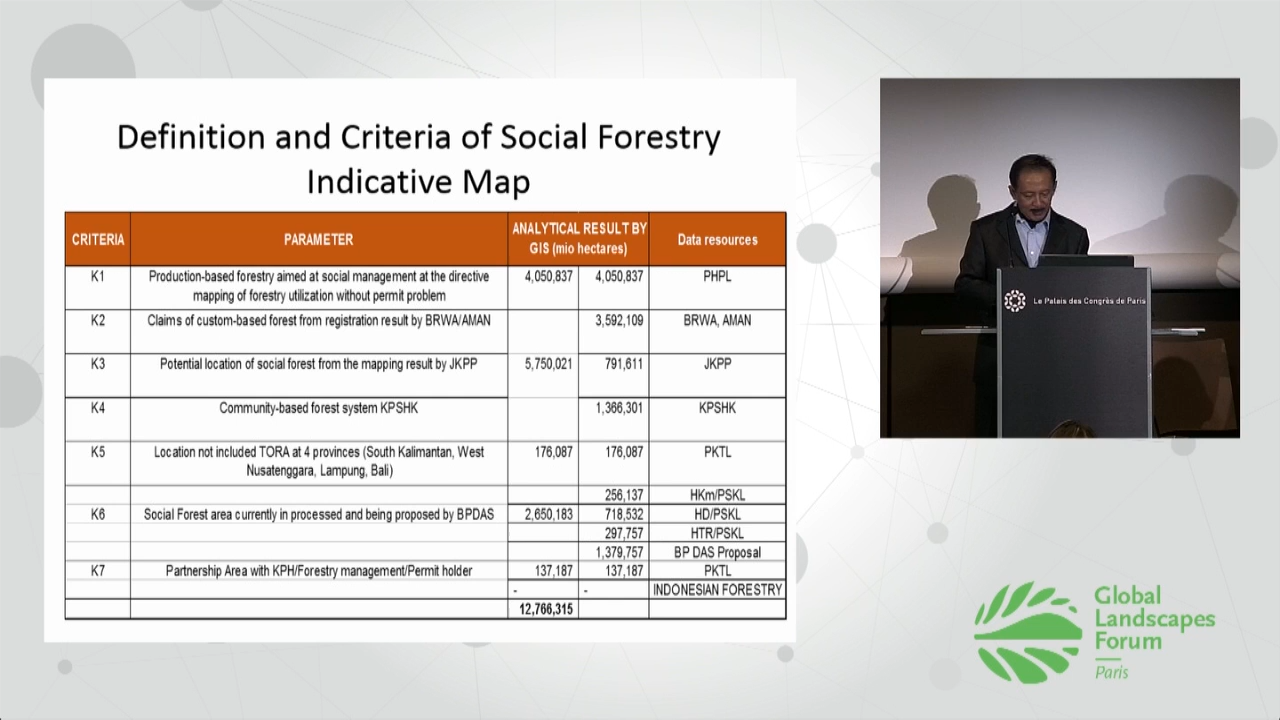 Definition and Criteria of Social Forestry
Indicative Map
CRITERIA PARAMETER ANALYTICAL RESULT BY GIS (mio hectares) Data resources
K1 Production-based forestry aimed at social management at the directive mapping of forestry utilization without permit problem 4,050,837 4,050,837 PHPL
K2 Claims of custom-based forest from registration result by BRWA/AMAN 3,592,109 BRWA, AMAN
K3 Potential location of social forest from the mapping result by JKPP 5,750,021 791,611 JKPP
K4 Community-based forest system KPSHK 1,366,301 KPSHK
K5 Location not included TORA at 4 provinces (South Kalimantan, West Nusatenggara, Lampung, Bali) 176,087 176,087 PKTL
256,137 HKm/PSKL
K6 Social Forest area currently in processed and being proposed by BPDAS 2,650,183 718,532 HD/PSKL
297,757 HTR/PSKL
1,379,757 BP DAS Proposal
K7 Partnership Area with KPH/Forestry management/Permit holder 137,187 137,187 PKTL
- - INDONESIAN FORESTRY
12,766,315
Le Palais des Congrès de Paris
Global
Landscapes
Forum
Paris